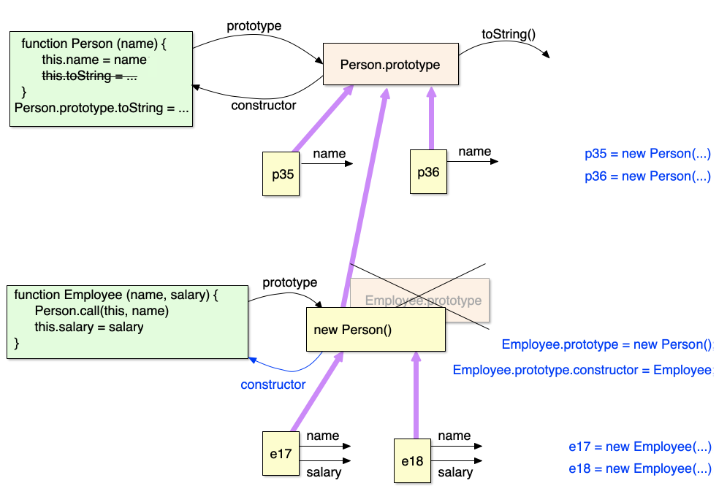 prototype
toString()
function Person (name) {
this.name = name
this.toString = ...
}
Person.prototype.toString = ...
Person.prototype
constructor
name
name
p35
p36
p35 = new Person(...)
p36 = new Person(...)
prototype
function Employee (name, salary) {
Person.call(this, name)
this.salary = salary
}
Employee.prototype
new Person()
Employee.prototype = new Person();
Employee.prototype.constructor = Employee
constructor
name
name
e17
e18
salary
salary
e17 = new Employee(...)
e18 = new Employee(...)